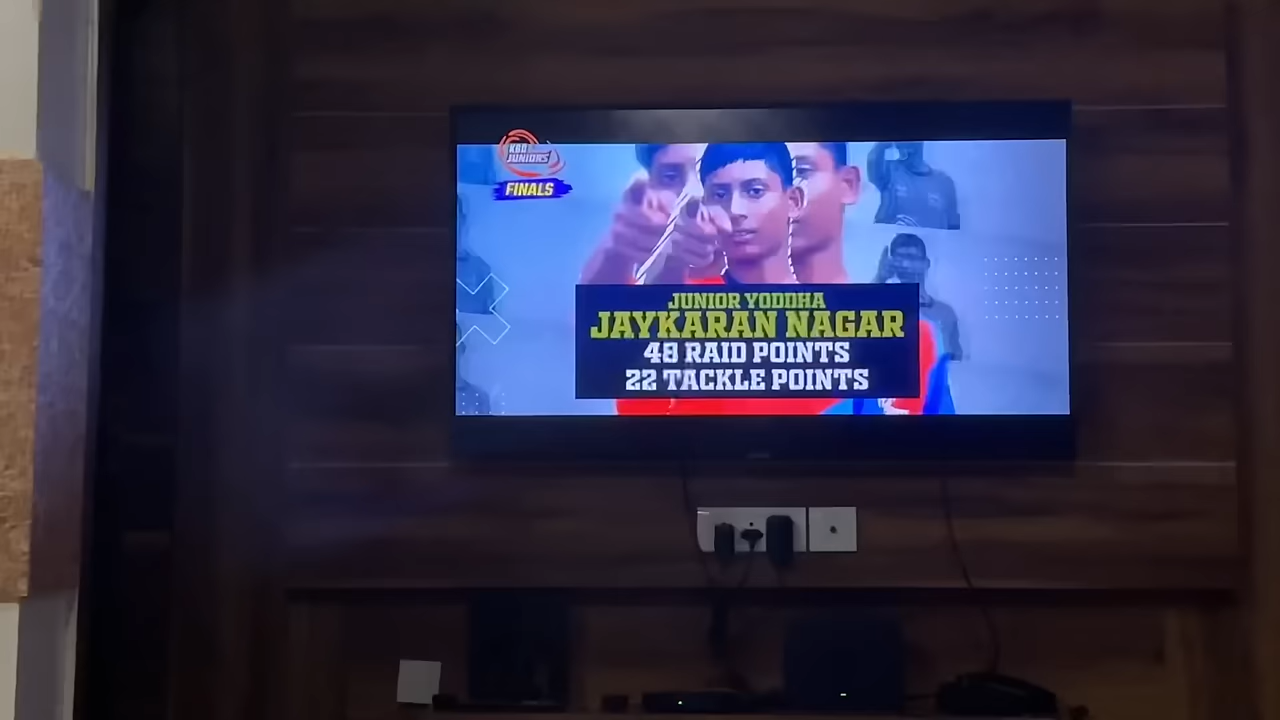 KBD
JUNIORS
FINALS
JUNIOR YODDHA
JAYKARAN NAGAR
48 RAID POINTS
22 TACKLE POINTS